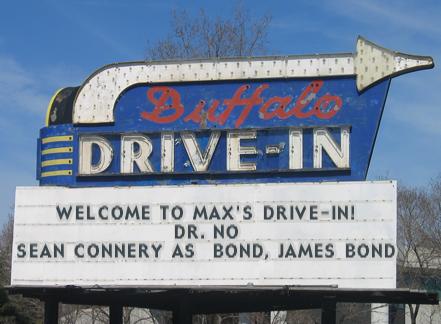 Buffalo
DRIVE-IN
WELCOME TO MAX'S DRIVE-IN!
DR. NO
SEAN CONNERY AS BOND, JAMES BOND